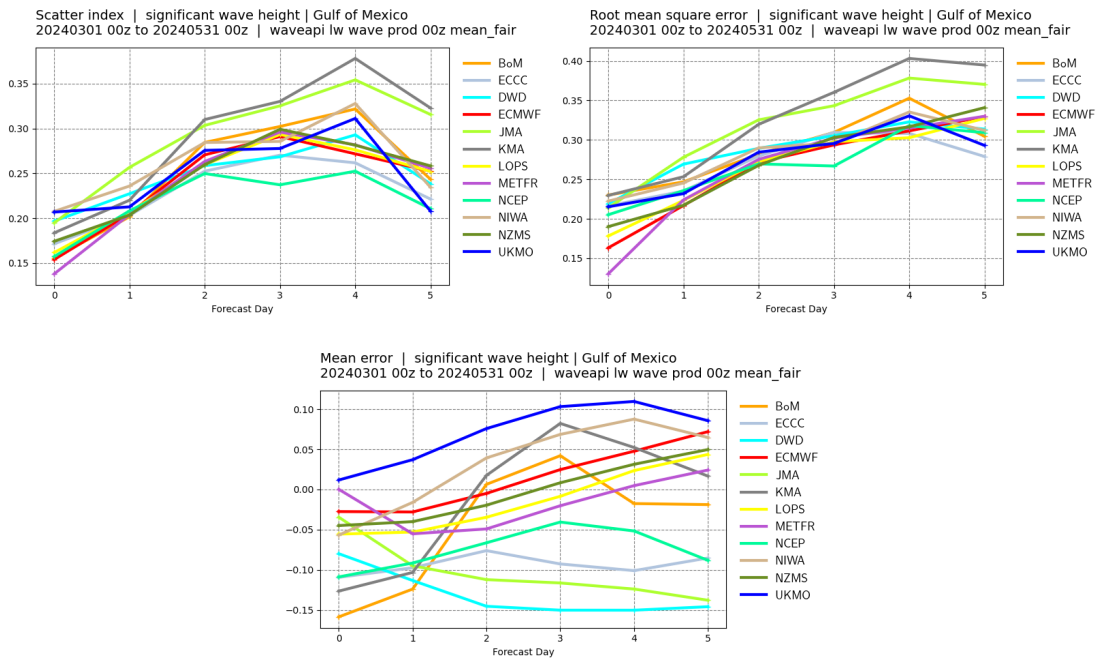 Scatter index | significant wave height | Gulf of Mexico
20240301 00z to 20240531 00z | waveapi lw wave prod 00z mean_fair
0.35
0.30
0.25
0.20
0.15
0 1 2 3 4 5
Forecast Day
BoM
ECCC
DWD
ECMWF
JMA
KMA
LOPS
METFR
NCEP
NIWA
NZMS
UKMO
Root mean square error | significant wave height | Gulf of Mexico
20240301 00z to 20240531 00z | waveapi lw wave prod 00z mean_fair
0.40
0.35
0.30
0.25
0.20
0.15
0 1 2 3 4 5
Forecast Day
BoM
ECCC
DWD
ECMWF
JMA
KMA
LOPS
METFR
NCEP
NIWA
NZMS
UKMO
Mean error | significant wave height | Gulf of Mexico
20240301 00z to 20240531 00z | waveapi lw wave prod 00z mean_fair
0.10
0.05
0.00
−0.05
−0.10
−0.15
0 1 2 3 4 5
Forecast Day
BoM
ECCC
DWD
ECMWF
JMA
KMA
LOPS
METFR
NCEP
NIWA
NZMS
UKMO